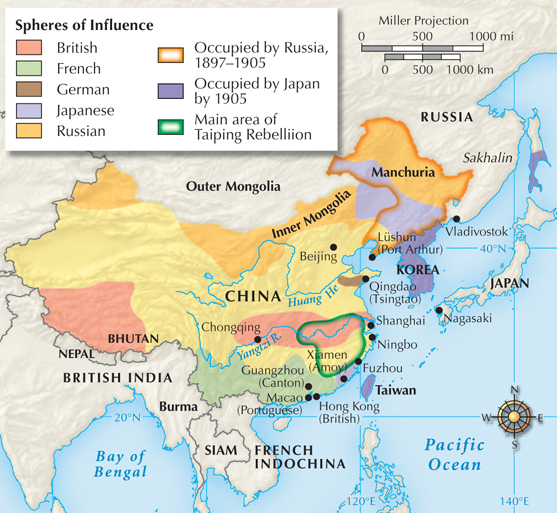 Spheres of Influence
British
French
German
Japanese
Russian
Occupied by Russia,
1897–1905
Occupied by Japan
by 1905
Main area of
Taiping Rebelliion
Miller Projection
0 500 1000 mi
0 500 1000 km
RUSSIA
Sakhalin
Manchuria
Outer Mongolia
Inner Mongolia
Vladivostok
40°N
Lüshun
(Port Arthur)
Beijing
KOREA
JAPAN
Qingdao
(Tsingtao)
CHINA
Huang He
Nagasaki
Shanghai
Chongqing
Yangtzi R.
Ningbo
BHUTAN
NEPAL
Xiamen
(Amoy)
Fuzhou
BRITISH INDIA
Guangzhou
(Canton)
Taiwan
Macao
(Portuguese)
Hong Kong
(British)
Burma
20°N
N
W E
S
SIAM
FRENCH
INDOCHINA
Bay of
Bengal
Pacific
Ocean
120°E
140°E